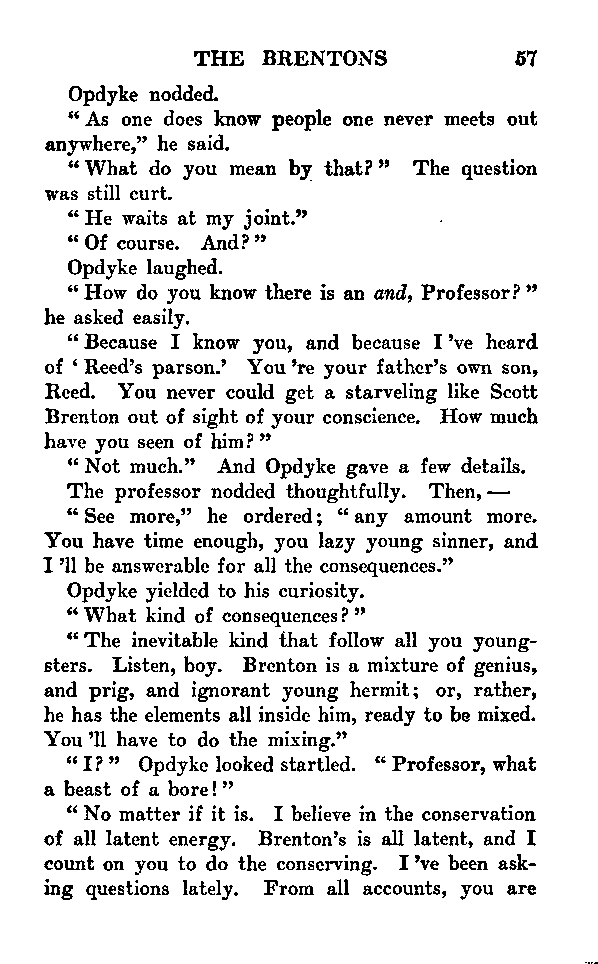 THE BRENTONS 57
Opdyke nodded.
“ As one does know people one never meets out
anywhere,” he said.
“ What do you mean by that? ” The question
was still curt.
“ He waits at my joint.”
“ Of course. And? ”
Opdyke laughed.
“ How do you know there is an and, Professor? ”
he asked easily.
“ Because I know you, and because I ’ve heard
of ‘ Reed’s parson.’ You ’re your father’s own son,
Reed. You never could get a starveling like Scott
Brenton out of sight of your conscience. How much
have you seen of him? ”
“ Not much.” And Opdyke gave a few details.
The professor nodded thoughtfully. Then, —
“ See more,” he ordered; “ any amount more.
You have time enough, you lazy young sinner, and
I ’ll be answerable for all the consequences.”
Opdyke yielded to his curiosity.
“ What kind of consequences? ”
“ The inevitable kind that follow all you young-
sters. Listen, boy. Brenton is a mixture of genius,
and prig, and ignorant young hermit; or, rather,
he has the elements all inside him, ready to be mixed.
You ’ll have to do the mixing.”
“ I? ” Opdyke looked startled. “ Professor, what
a beast of a bore! ”
“ No matter if it is. I believe in the conservation
of all latent energy. Brenton’s is all latent, and I
count on you to do the conserving. I ’ve been ask-
ing questions lately. From all accounts, you are